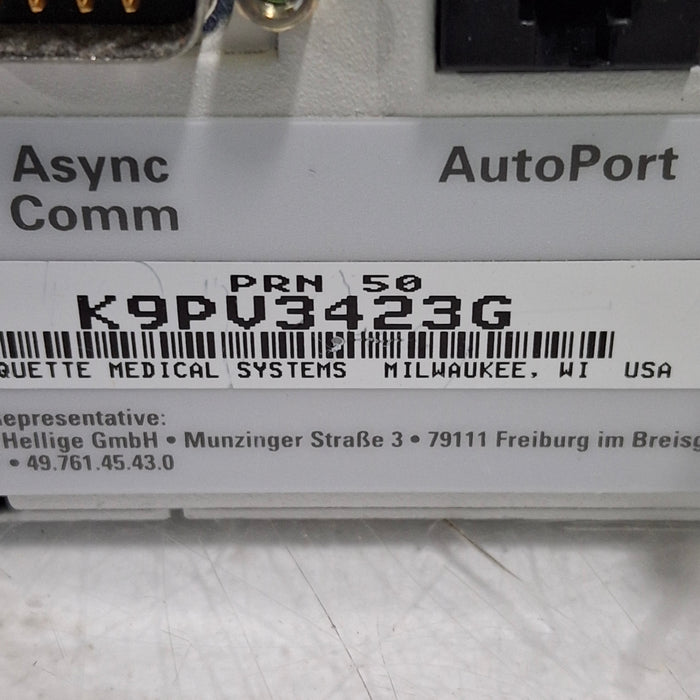 Async
Comm
AutoPort
PRN 50
K9PV3423G
QUETTE MEDICAL SYSTEMS MILWAUKEE, WI USA
epresentative:
Hellige GmbH • Munzinger Straße 3 • 79111 Freiburg im Breisg
• 49.761.45.43.0